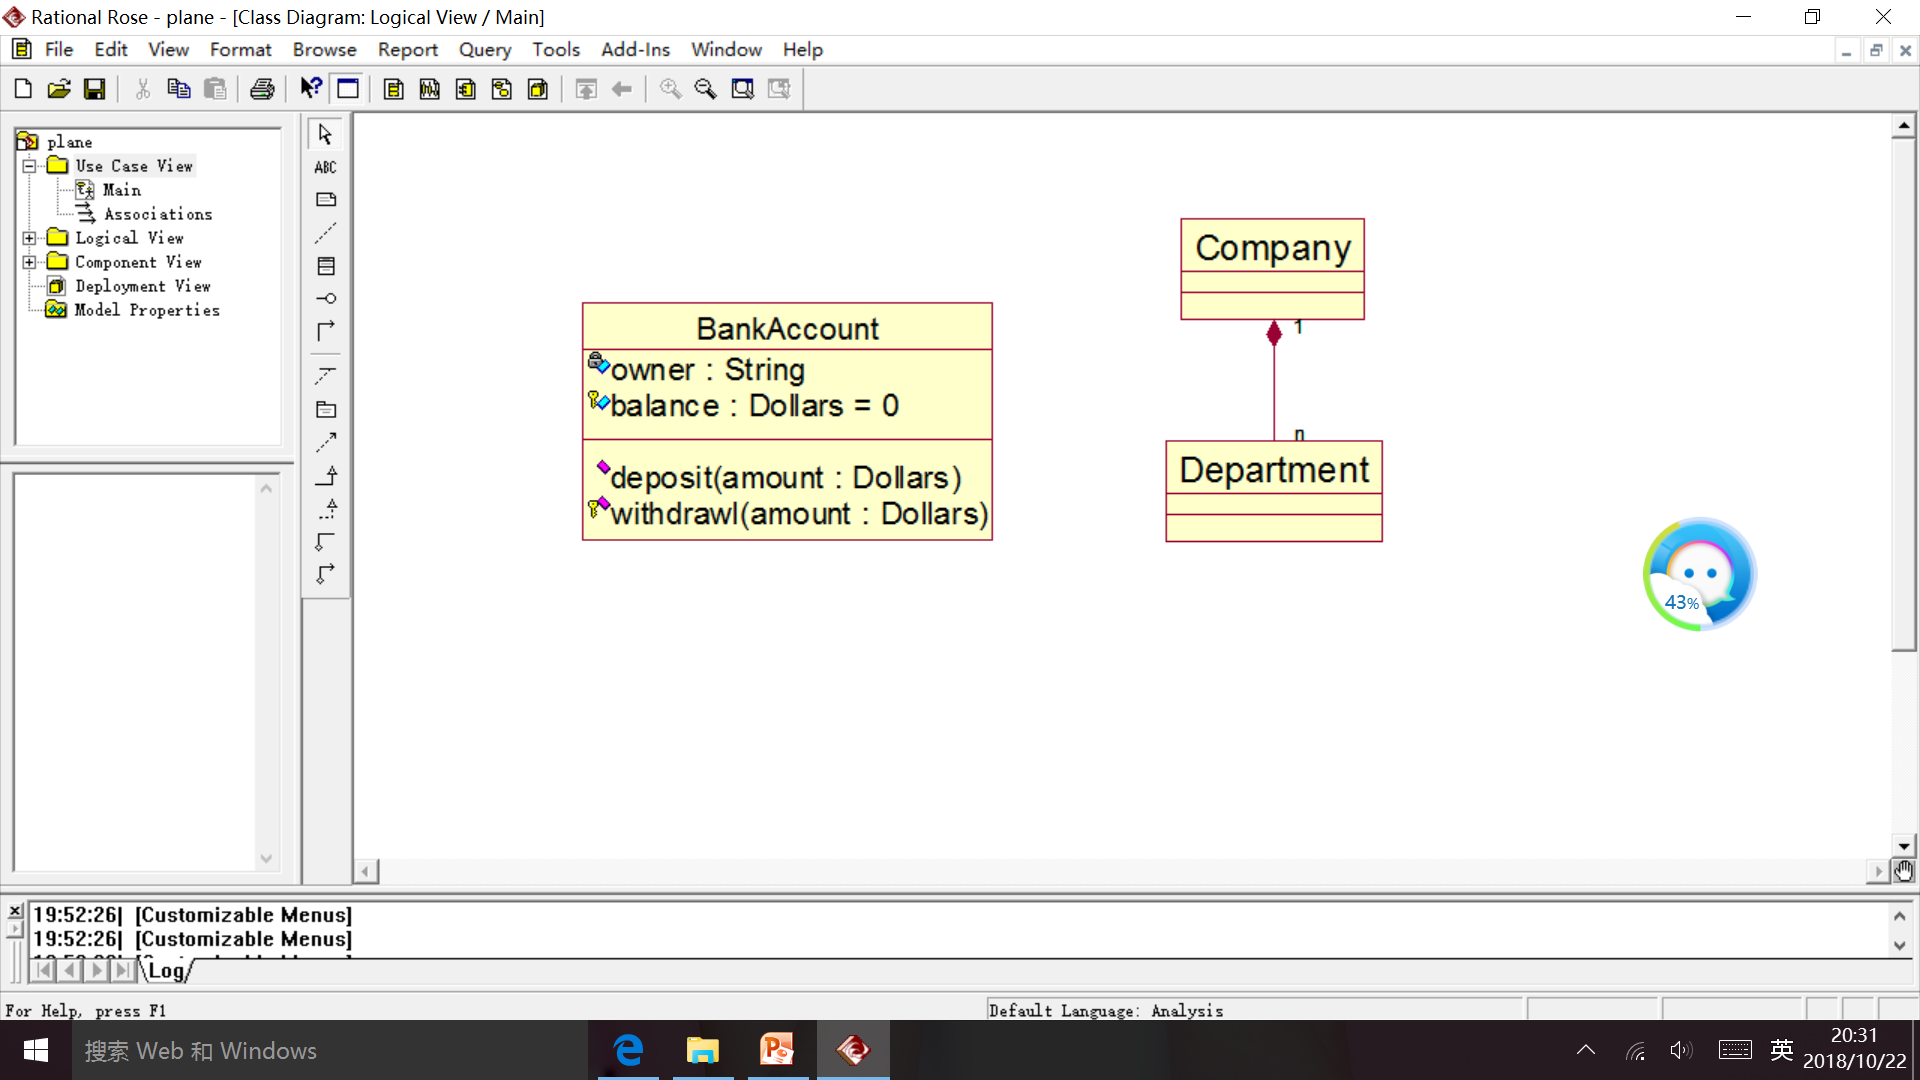 Rational Rose - plane - [Class Diagram: Logical View / Main]
File Edit View Format Browse Report Query Tools Add-Ins Window Help
plane
Use Case View
Main
Associations
Logical View
Component View
Deployment View
Model Properties
ABC
BankAccount
owner : String
balance : Dollars = 0
deposit(amount : Dollars)
withdrawl(amount : Dollars)
Company
1
n
Department
43%
19:52:26| [Customizable Menus]
19:52:26| [Customizable Menus]
Log
For Help, press F1
Default Language: Analysis
搜索 Web 和 Windows
英
20:31
2018/10/22